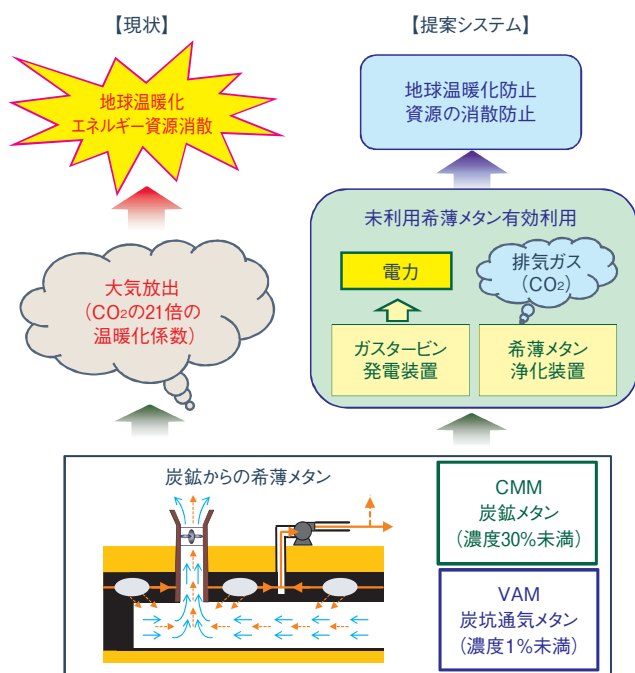 【現状】
地球温暖化
エネルギー資源消散
大気放出
(CO2の21倍の
温暖化係数)
【提案システム】
地球温暖化防止
資源の消散防止
未利用希薄メタン有効利用
電力
排気ガス
(CO2)
ガスタービン
発電装置
希薄メタン
浄化装置
炭鉱からの希薄メタン
CMM
炭鉱メタン
(濃度30%未満)
VAM
炭坑通気メタン
(濃度1%未満)